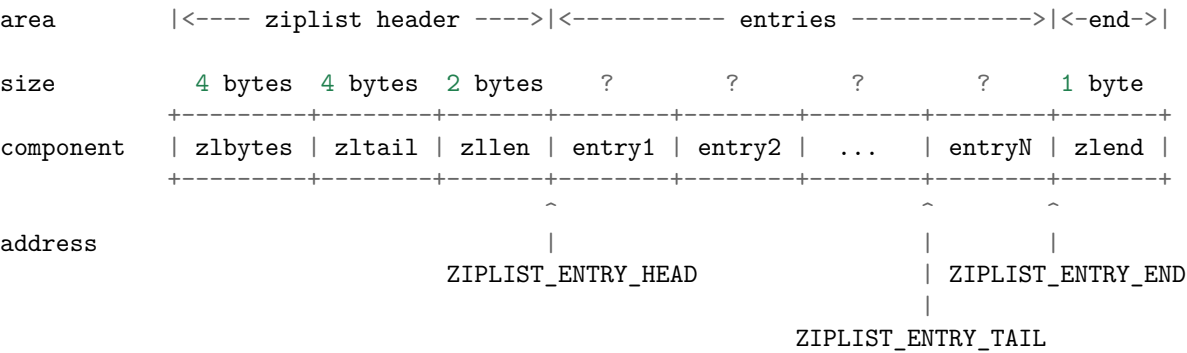 area |<---- ziplist header ---->|<----------- entries ------------->|<-end->|
size 4 bytes 4 bytes 2 bytes ? ? ? ? 1 byte
+---------+--------+-------+--------+--------+--------+--------+-------+
component | zlbytes | zltail | zllen | entry1 | entry2 | ... | entryN | zlend |
+---------+--------+-------+--------+--------+--------+--------+-------+
^ ^ ^
address | | |
ZIPLIST_ENTRY_HEAD | ZIPLIST_ENTRY_END
|
ZIPLIST_ENTRY_TAIL